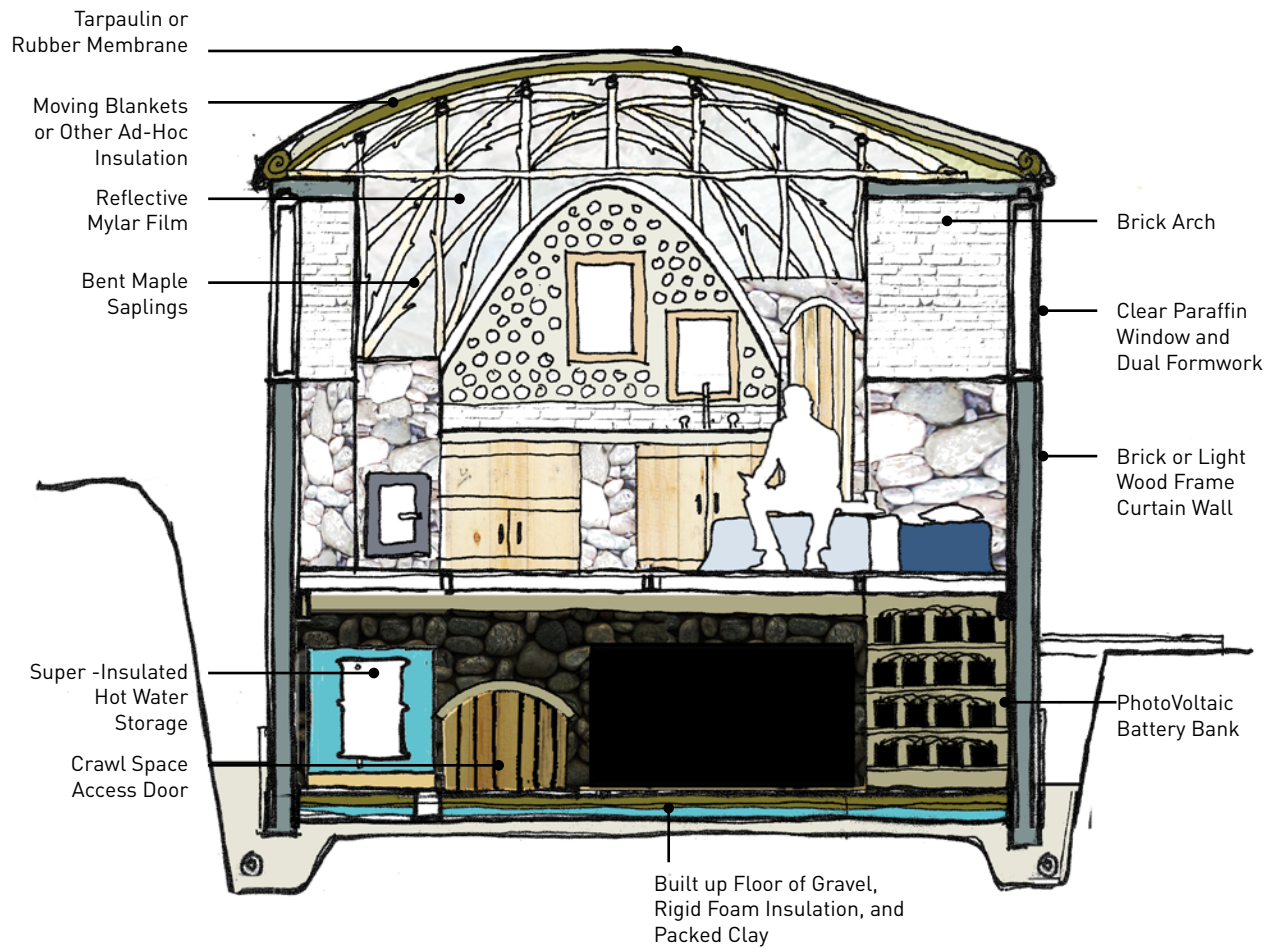 Tarpaulin or
Rubber Membrane
Moving Blankets
or Other Ad-Hoc
Insulation
Reflective
Mylar Film
Bent Maple
Saplings
Super -Insulated
Hot Water
Storage
Crawl Space
Access Door
Brick Arch
Clear Paraffin
Window and
Dual Formwork
Brick or Light
Wood Frame
Curtain Wall
PhotoVoltaic
Battery Bank
Built up Floor of Gravel,
Rigid Foam Insulation, and
Packed Clay